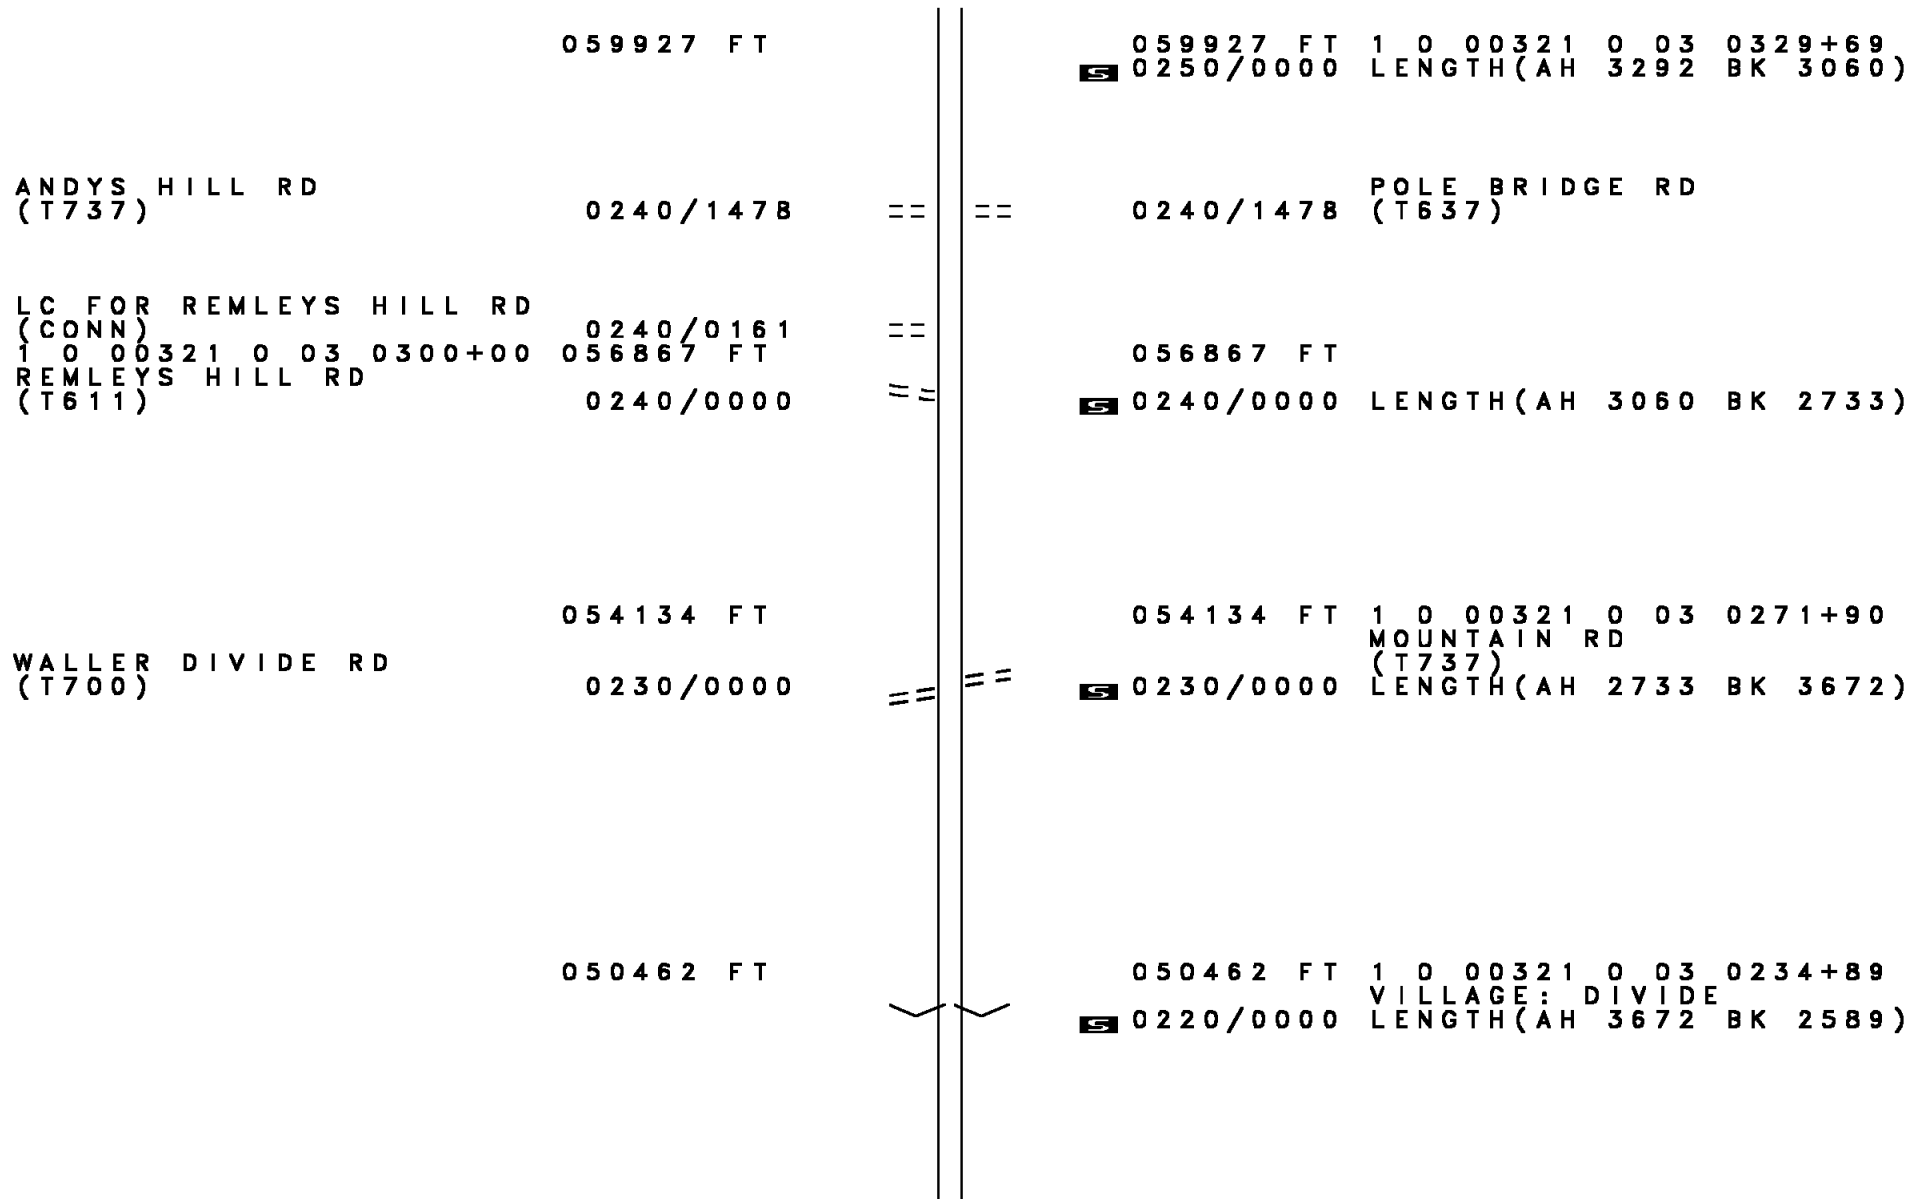 059927 FT 059927 FT 1 0 00321 0 03 0329+69
S 0250/0000 LENGTH(AH 3292 BK 3060)
ANDYS HILL RD POLE BRIDGE RD
(T737) 0240/1478 0240/1478 (T637)
LC FOR REMLEYS HILL RD
(CONN) 0240/0161
1 0 00321 0 03 0300+00 056867 FT 056867 FT
REMLEYS HILL RD
(T611) 0240/0000 S 0240/0000 LENGTH(AH 3060 BK 2733)
054134 FT 054134 FT 1 0 00321 0 03 0271+90
MOUNTAIN RD
WALLER DIVIDE RD (T737)
(T700) 0230/0000 S 0230/0000 LENGTH(AH 2733 BK 3672)
050462 FT 050462 FT 1 0 00321 0 03 0234+89
VILLAGE: DIVIDE
S 0220/0000 LENGTH(AH 3672 BK 2589)